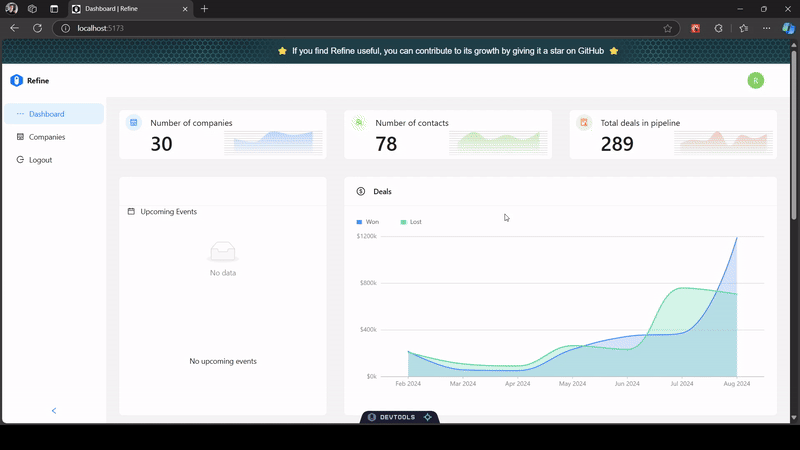 Dashboard | Refine
localhost:5173
⭐ If you find Refine useful, you can contribute to its growth by giving it a star on GitHub ⭐
Refine
R
Dashboard
Companies
Logout
Number of companies
30
Number of contacts
78
Total deals in pipeline
289
Upcoming Events
No data
No upcoming events
Deals
Won
Lost
$1200k
$800k
$400k
$0k
Feb 2024
Mar 2024
Apr 2024
May 2024
Jun 2024
Jul 2024
Aug 2024
DEVTOOLS